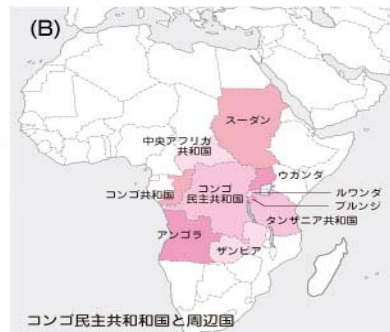 (B)
スーダン
中央アフリカ
共和国
ウガンダ
コンゴ共和国
コンゴ
民主共和国
ルワンダ
ブルンジ
タンザニア共和国
アンゴラ
ザンビア
コンゴ民主共和和国と周辺国